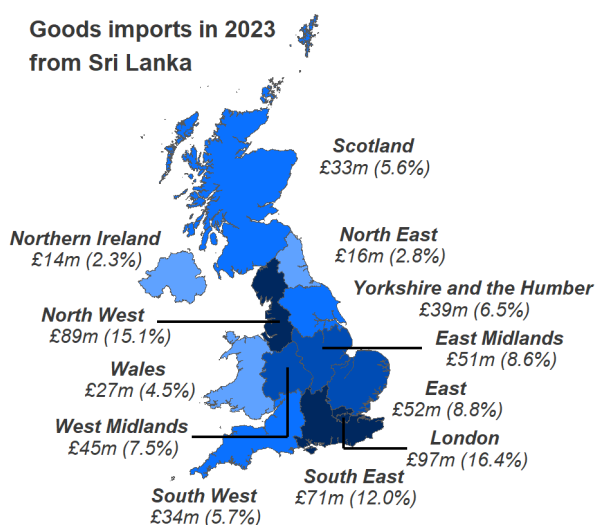 Goods imports in 2023
from Sri Lanka
Scotland
£33m (5.6%)
Northern Ireland
£14m (2.3%)
North East
£16m (2.8%)
Yorkshire and the Humber
£39m (6.5%)
North West
£89m (15.1%)
East Midlands
£51m (8.6%)
Wales
£27m (4.5%)
East
£52m (8.8%)
West Midlands
£45m (7.5%)
London
£97m (16.4%)
South East
£71m (12.0%)
South West
£34m (5.7%)